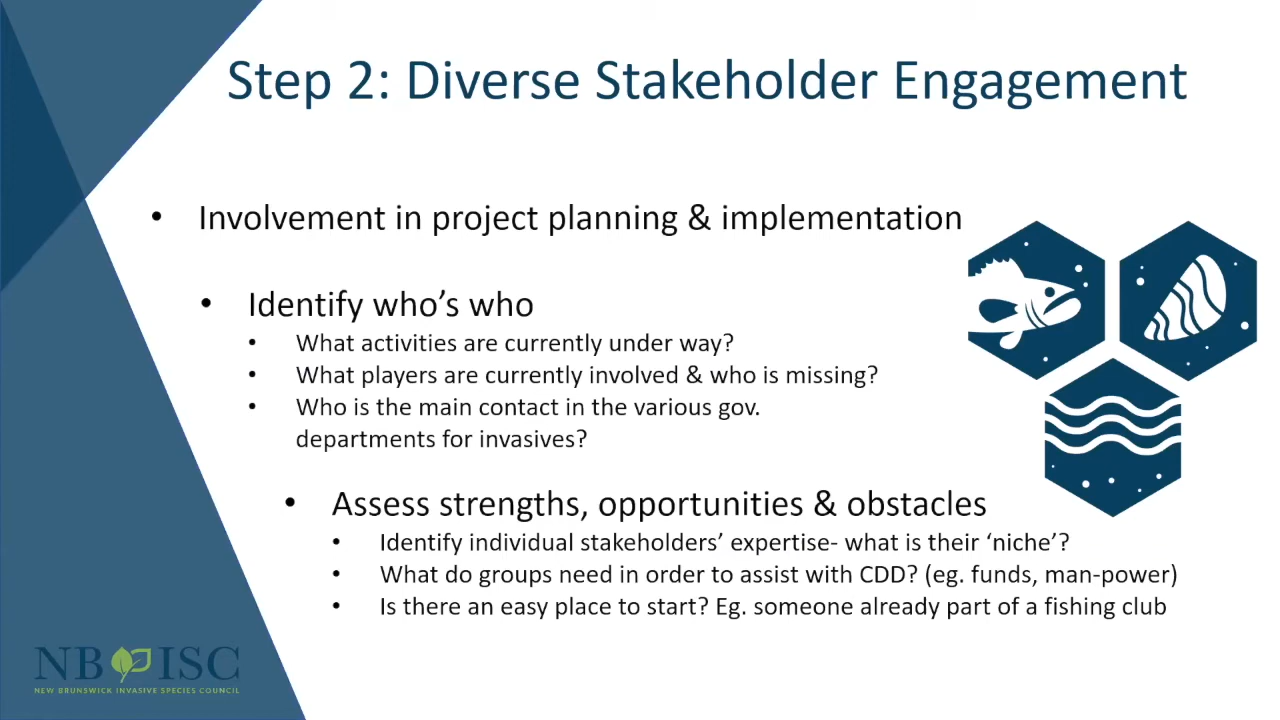 Step 2: Diverse Stakeholder Engagement
• Involvement in project planning & implementation
• Identify who’s who
• What activities are currently under way?
• What players are currently involved & who is missing?
• Who is the main contact in the various gov.
departments for invasives?
• Assess strengths, opportunities & obstacles
• Identify individual stakeholders’ expertise- what is their ‘niche’?
• What do groups need in order to assist with CDD? (eg. funds, man-power)
• Is there an easy place to start? Eg. someone already part of a fishing club
NB ISC
NEW BRUNSWICK INVASIVE SPECIES COUNCIL